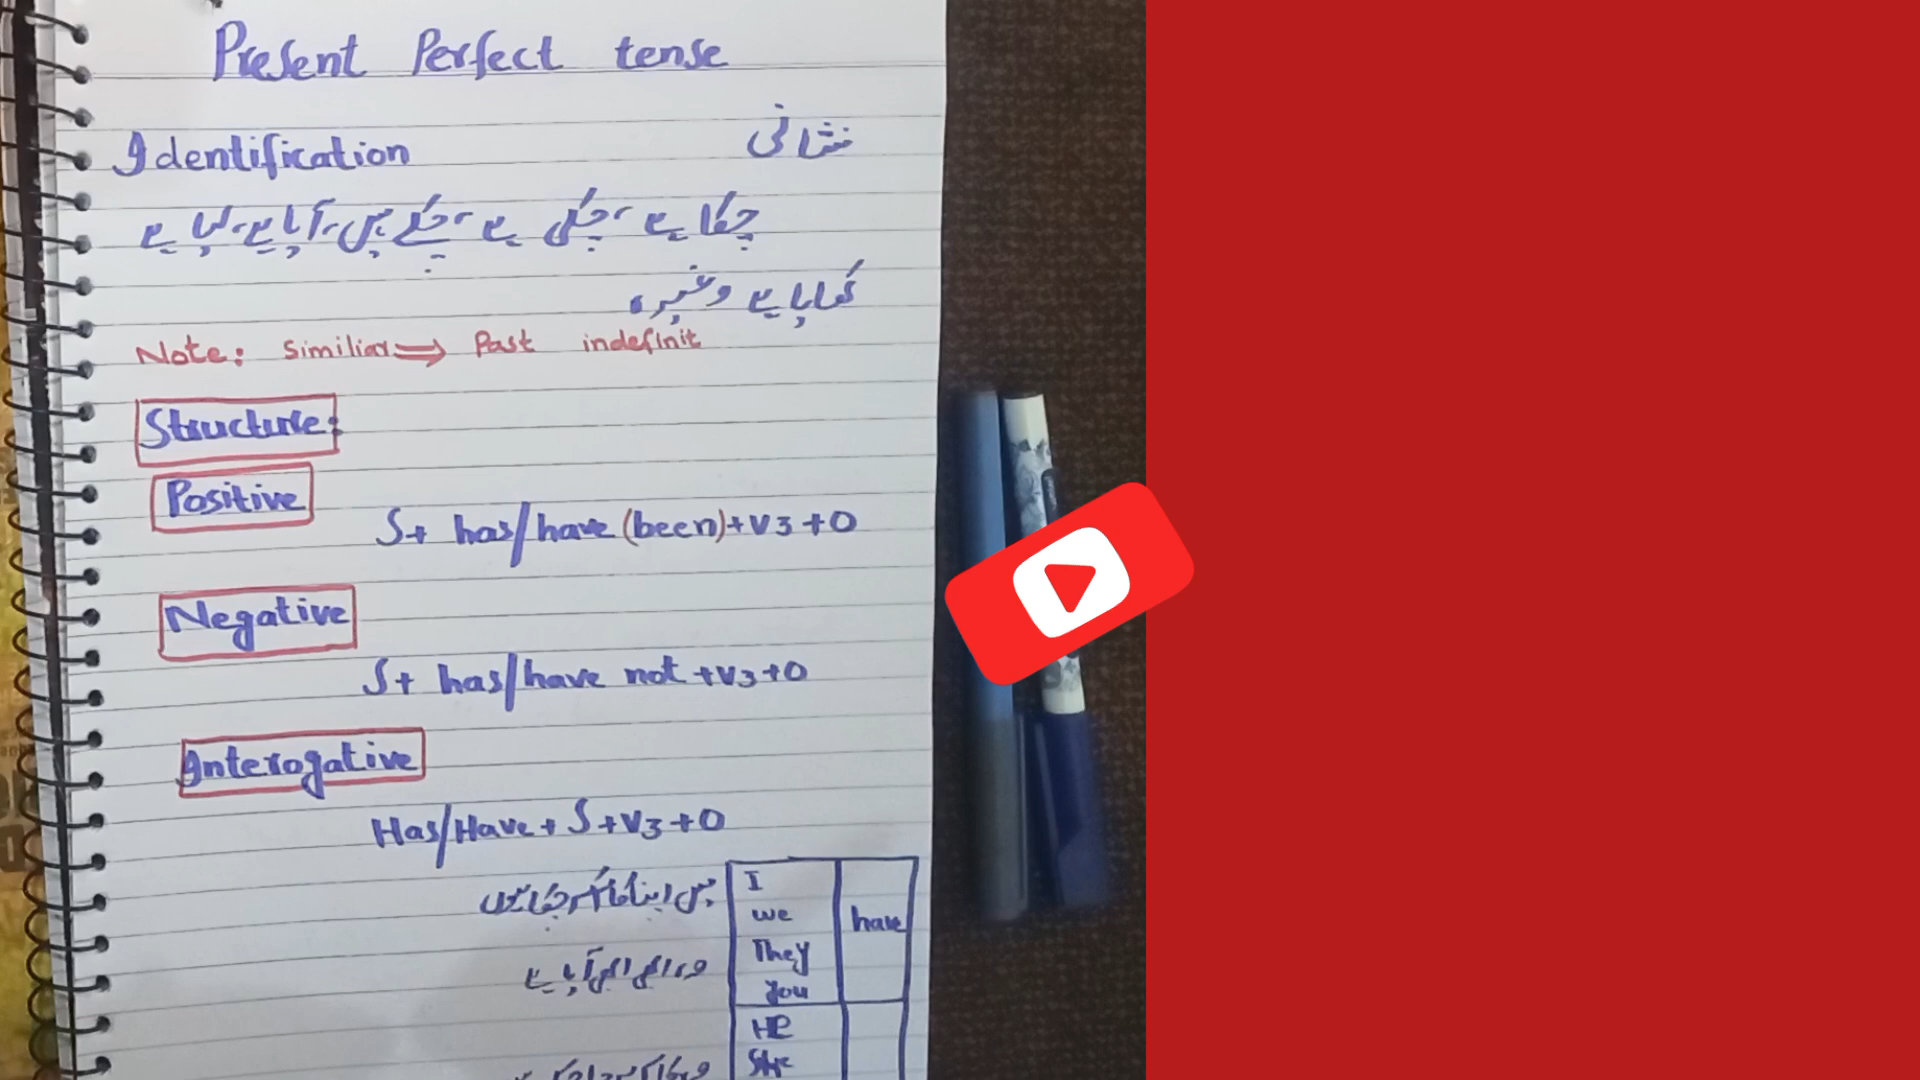 Present Perfect tense
Identification نشانی
چکا ہے، چکی ہے، چکے ہیں، آیا ہے، لیا ہے
کھایا ہے وغیرہ
Note: Similiar ⇒ Past indefinit
Structure:
Positive
S+ has/have (been)+V3+O
Negative
S+ has/have not +V3+O
Interogative
Has/Have + S+V3+O
میں اپنا کام کر چکا ہوں
وہ ابھی ابھی آیا ہے
I
we
They
you
have
HE
She